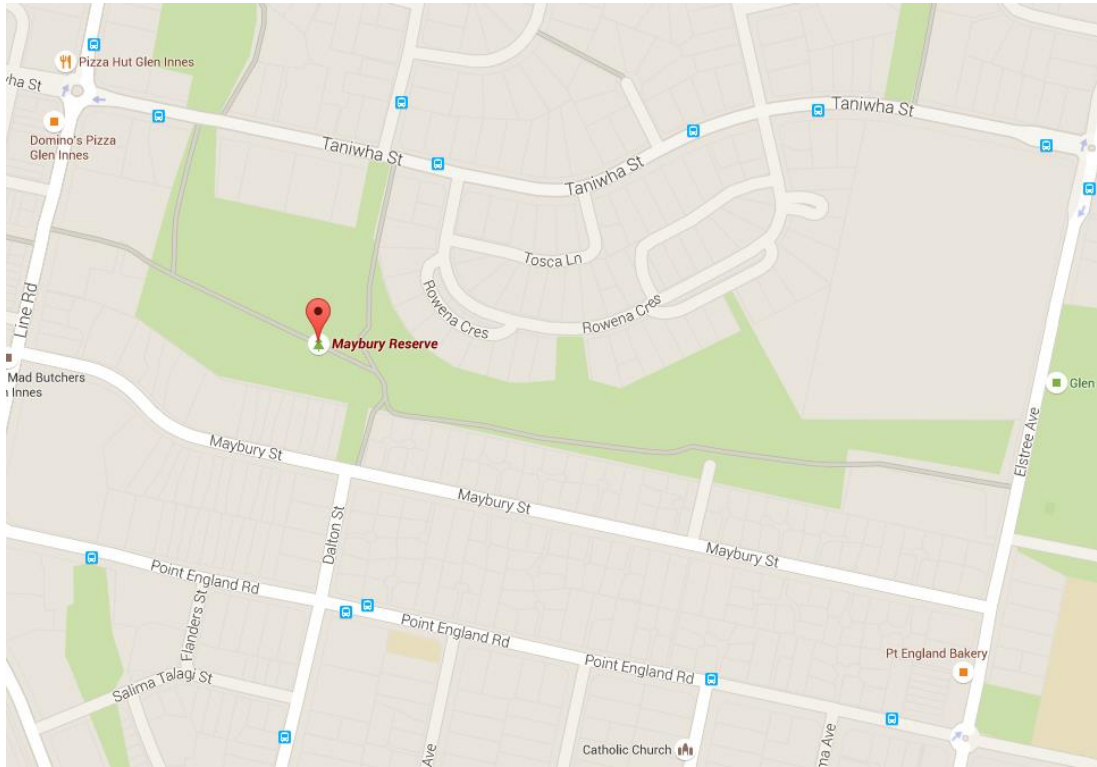 Pizza Hut Glen Innes
ha St
Taniwha St
Domino's Pizza
Glen Innes
Taniwha St
Taniwha St
Tosca Ln
Rowena Cres
Rowena Cres
Line Rd
Maybury Reserve
Mad Butchers
n Innes
Glen
Elstree Ave
Maybury St
Maybury St
Maybury St
Dalton St
Point England Rd
Flanders St
Point England Rd
Point England Rd
Pt England Bakery
Salima Talagi St
Catholic Church
Ave
ma Ave